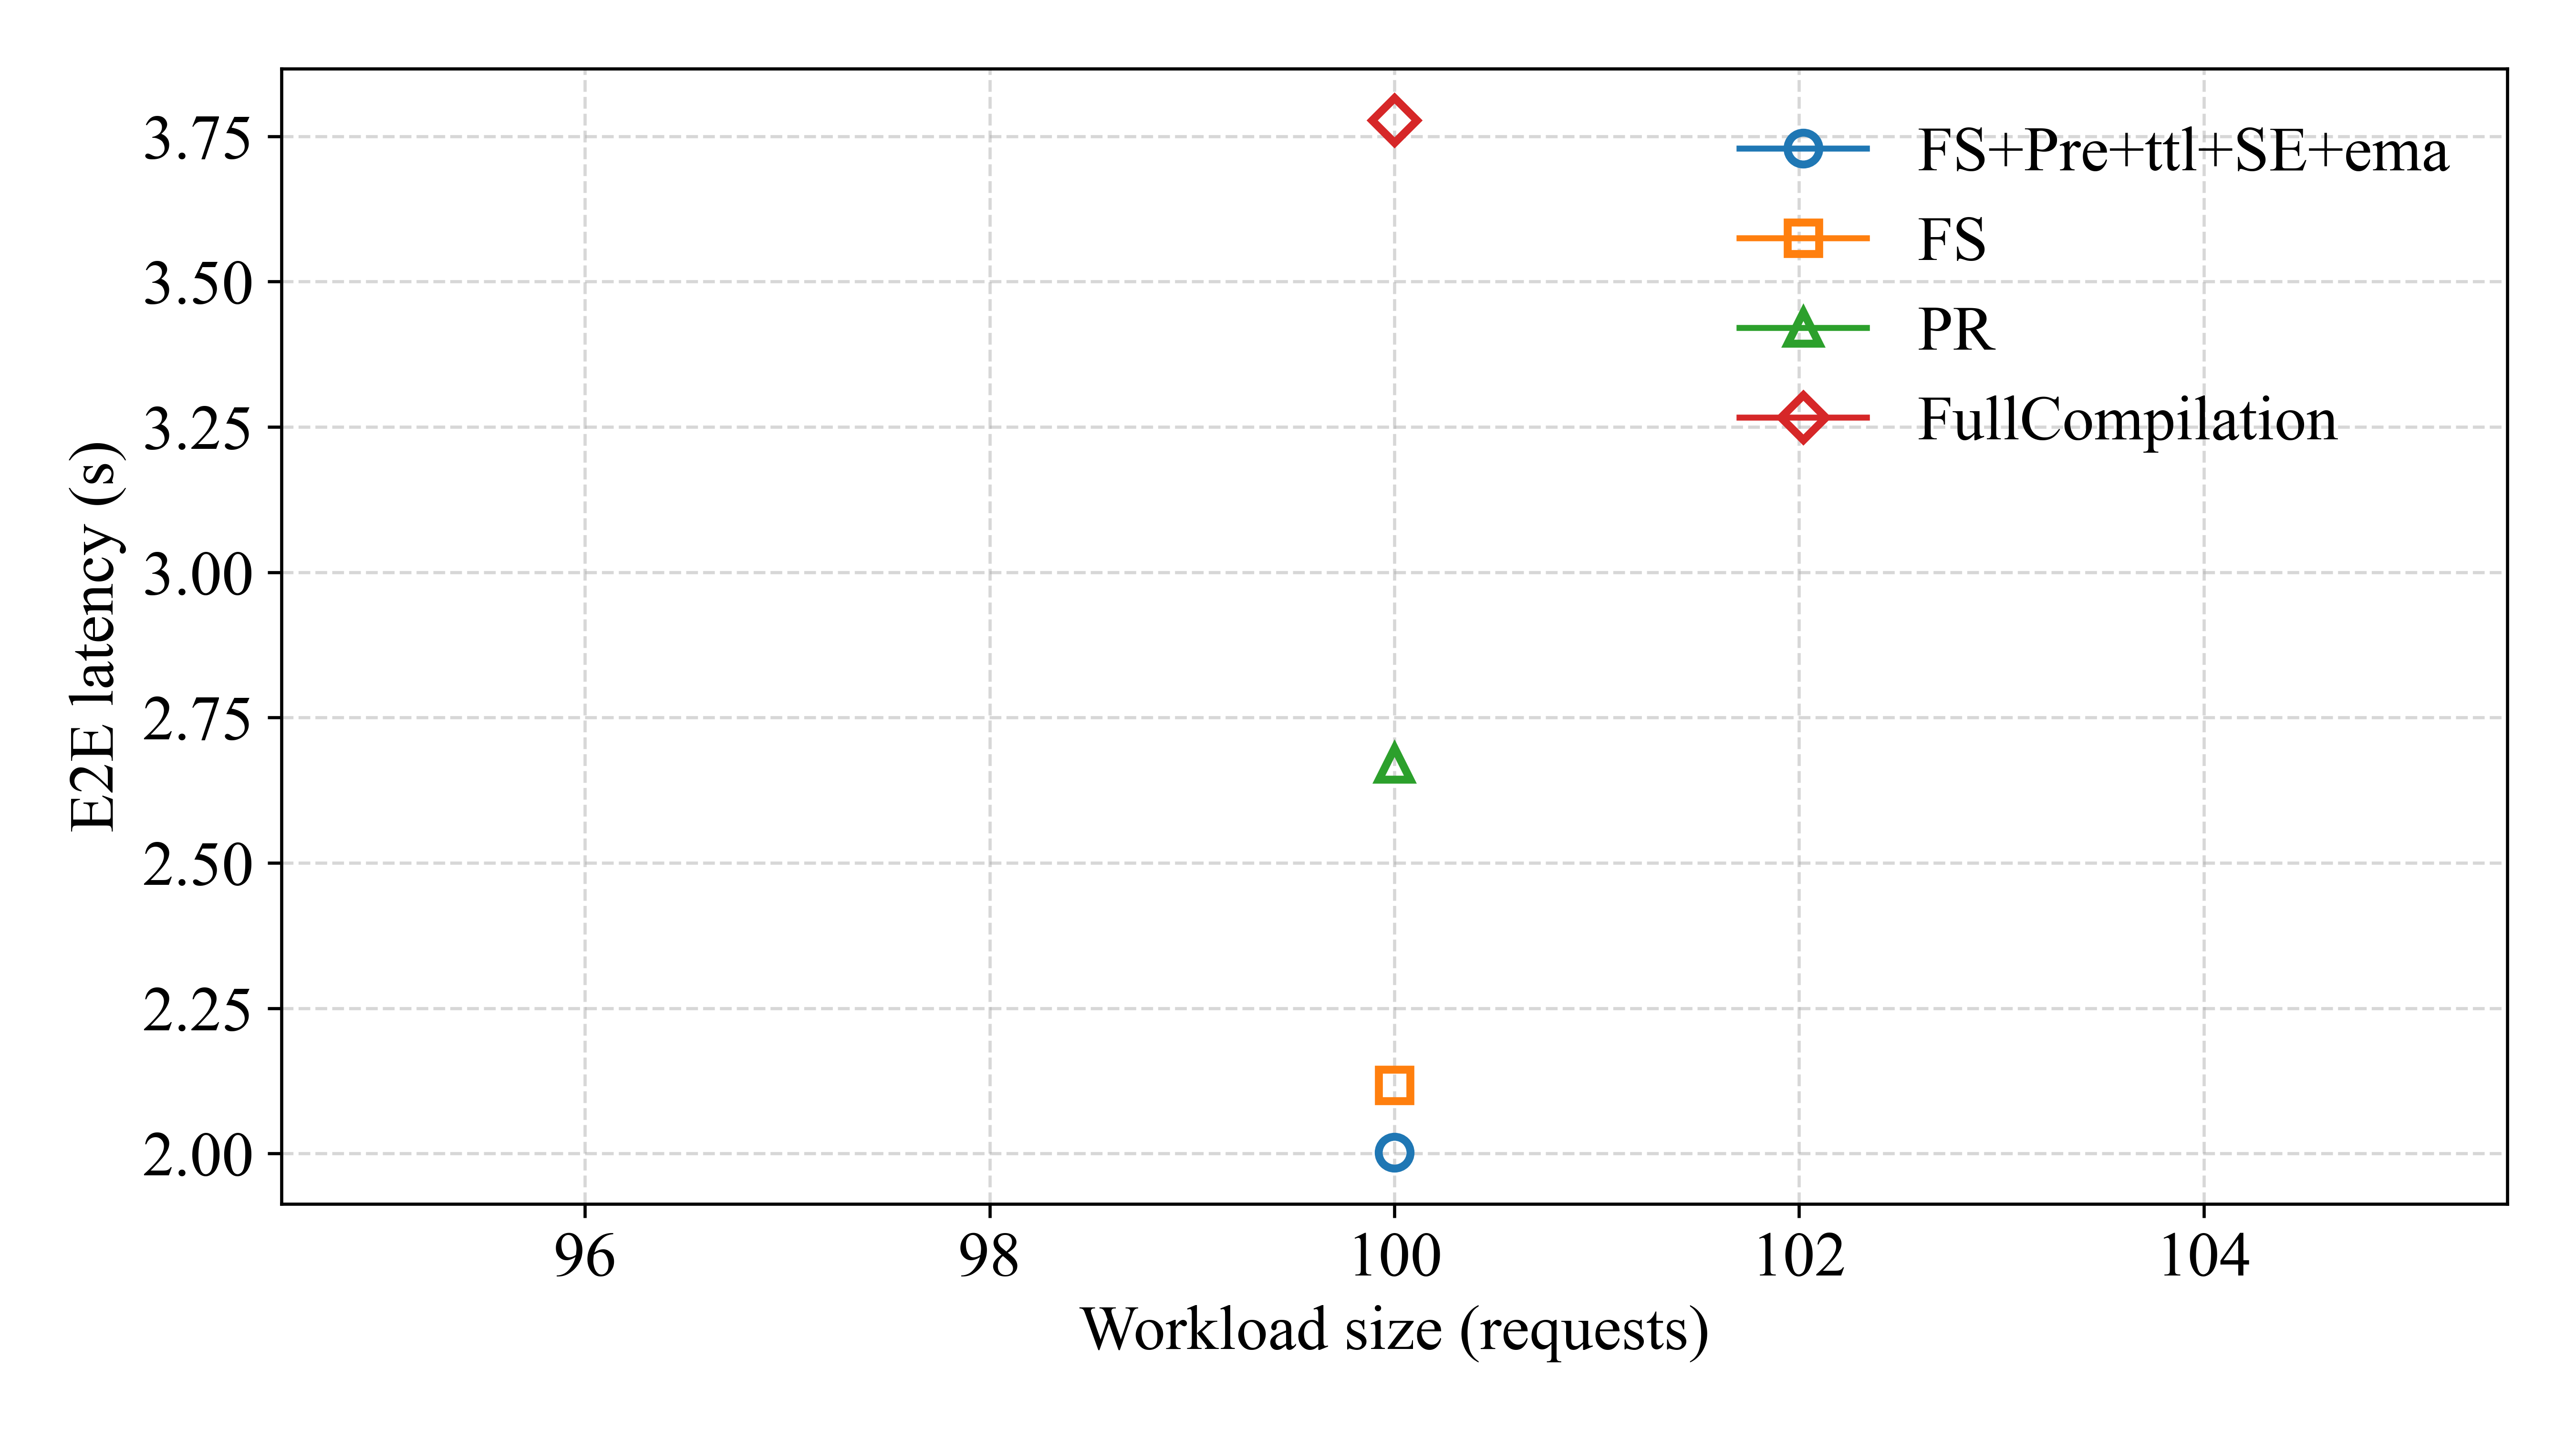 3.75
3.50
3.25
3.00
2.75
2.50
2.25
2.00
E2E latency (s)
FS+Pre+ttl+SE+ema
FS
PR
FullCompilation
96 98 100 102 104
Workload size (requests)